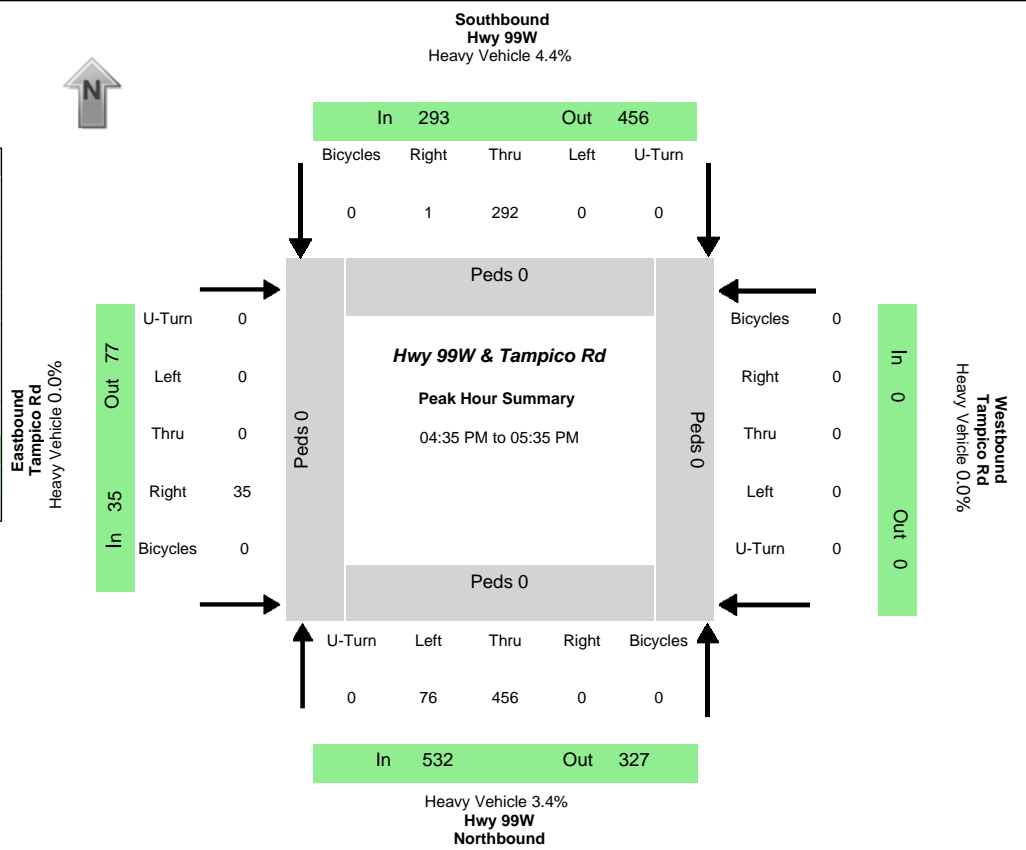 Southbound
Hwy 99W
Heavy Vehicle 4.4%
N
In 293 Out 456
Bicycles Right Thru Left U-Turn
0 1 292 0 0
Peds 0
Eastbound
Tampico Rd
Heavy Vehicle 0.0%
In 35 Out 77
U-Turn 0
Left 0
Thru 0
Right 35
Bicycles 0
Peds 0
Hwy 99W & Tampico Rd
Peak Hour Summary
04:35 PM to 05:35 PM
Peds 0
Bicycles 0
Right 0
Thru 0
Left 0
U-Turn 0
In 0 Out 0
Westbound
Tampico Rd
Heavy Vehicle 0.0%
Peds 0
U-Turn Left Thru Right Bicycles
0 76 456 0 0
In 532 Out 327
Heavy Vehicle 3.4%
Hwy 99W
Northbound